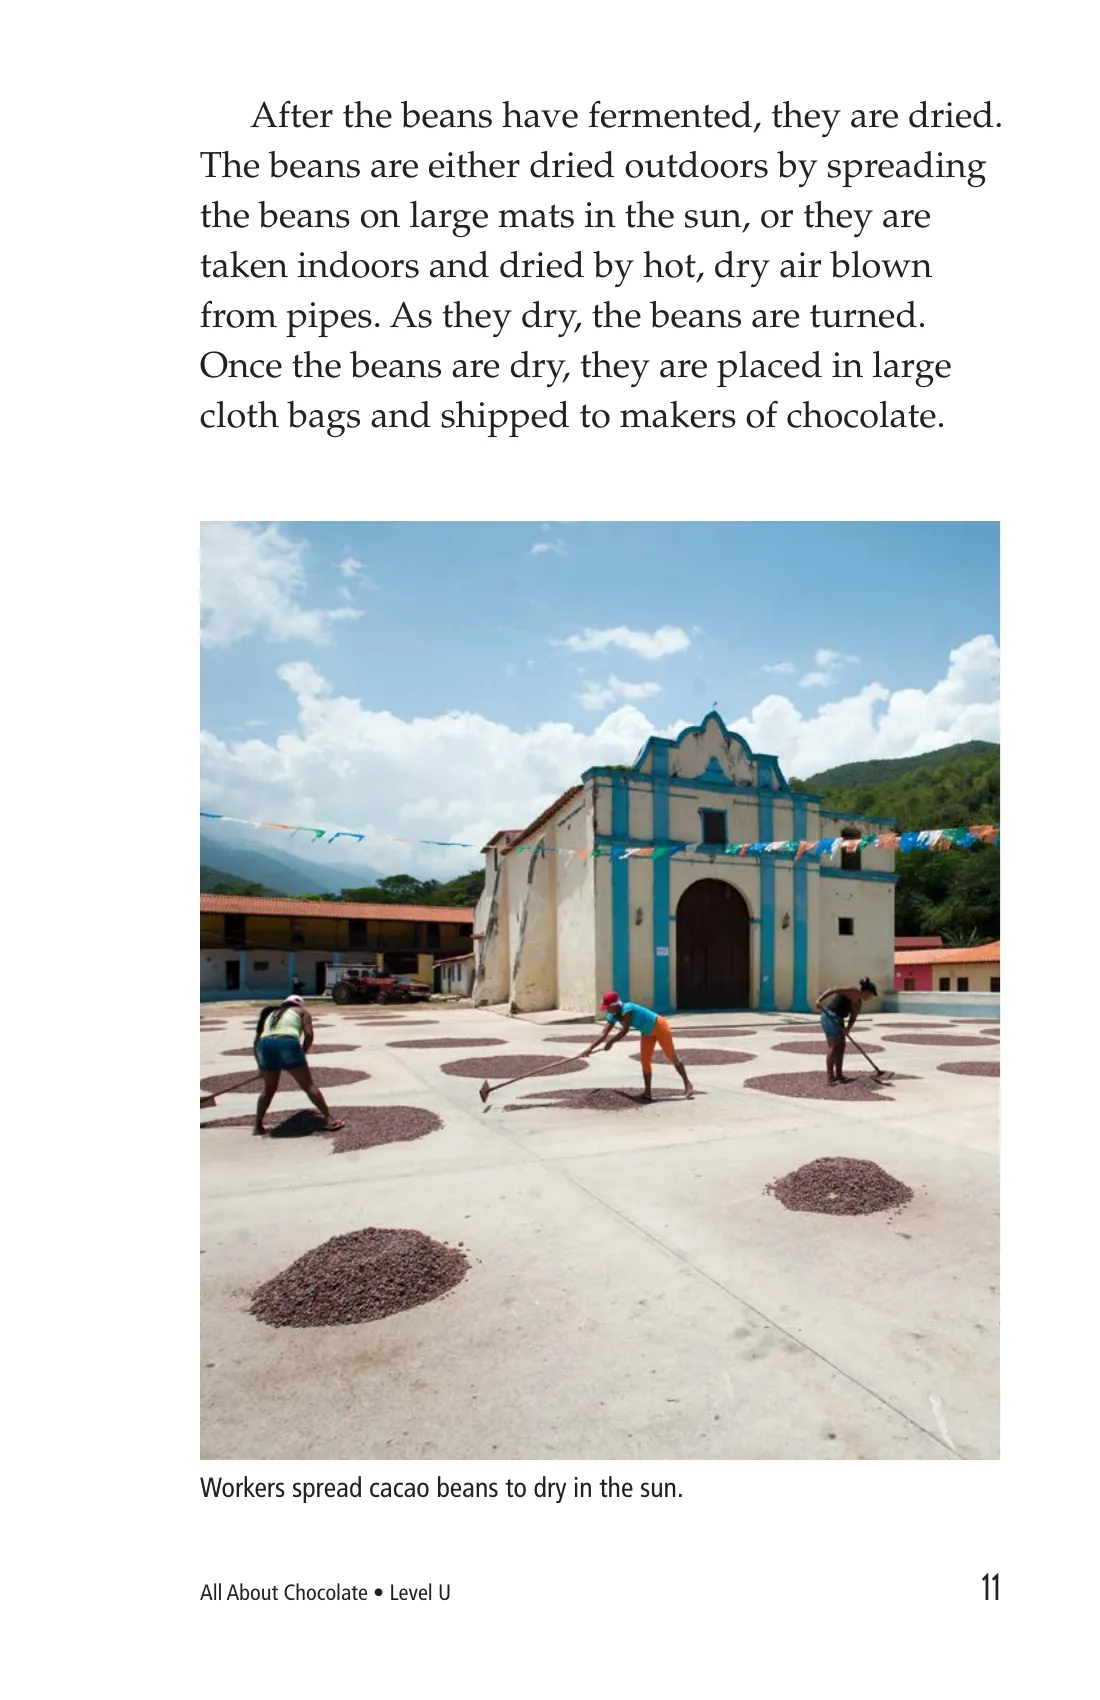 After the beans have fermented, they are dried.
The beans are either dried outdoors by spreading
the beans on large mats in the sun, or they are
taken indoors and dried by hot, dry air blown
from pipes. As they dry, the beans are turned.
Once the beans are dry, they are placed in large
cloth bags and shipped to makers of chocolate.
Workers spread cacao beans to dry in the sun.
All About Chocolate • Level U
11